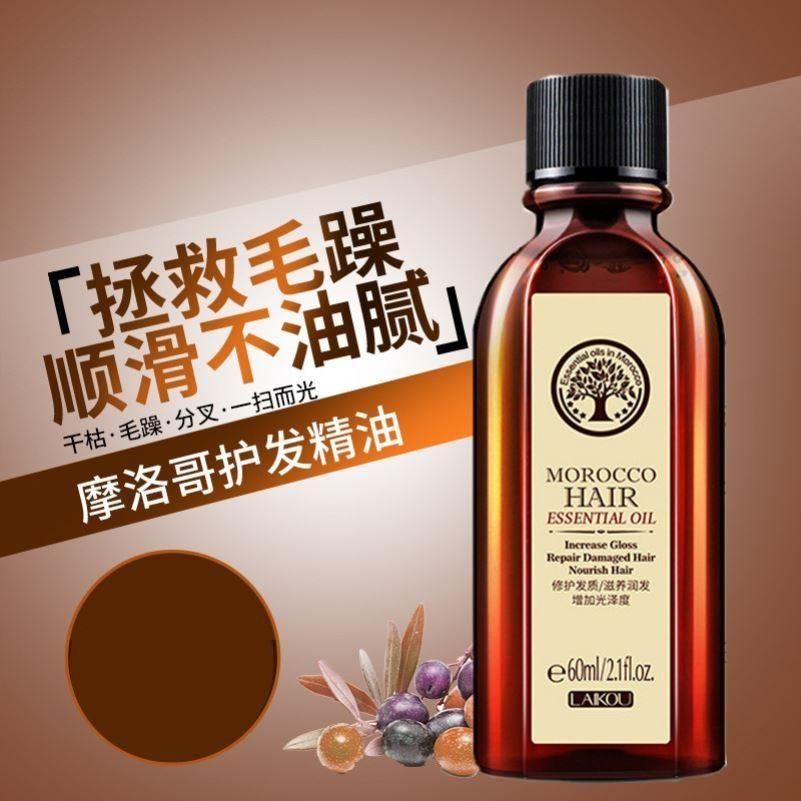 「拯救毛躁
顺滑不油腻」
干枯·毛躁·分叉·一扫而光
摩洛哥护发精油
Essential oils in Morocco
MOROCCO
HAIR
ESSENTIAL OIL
Increase Gloss
Repair Damaged Hair
Nourish Hair
修护发质/滋养润发
增加光泽度
e60ml/2.1fl.oz.
LAIKOU